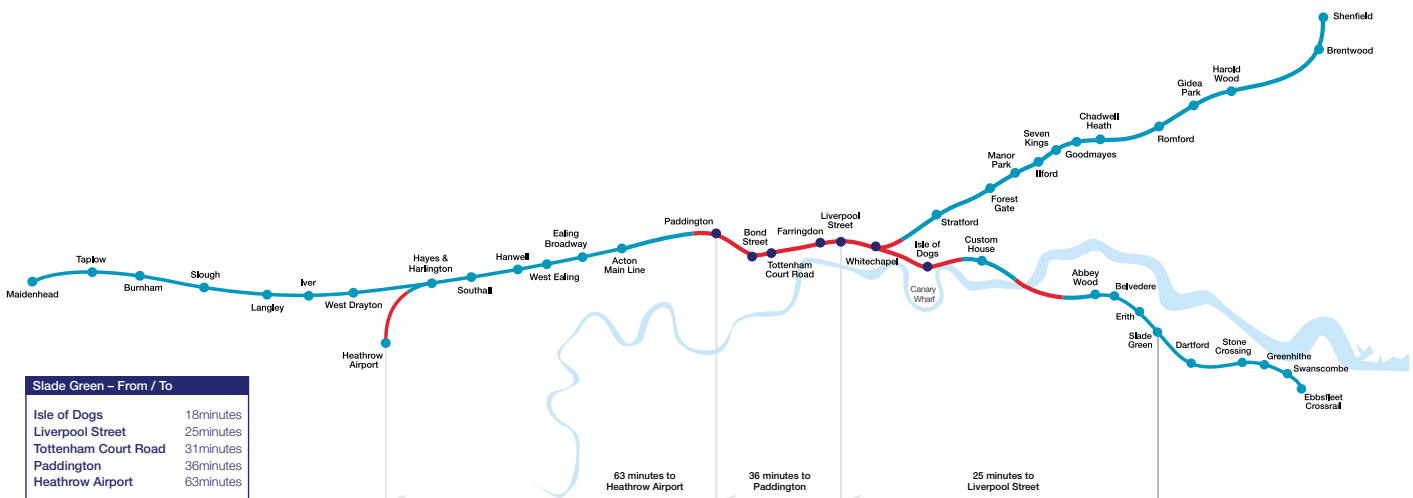 Shenfield
Brentwood
Harold
Wood
Gidea
Park
Romford
Chadwell
Heath
Goodmayes
Seven
Kings
Ilford
Manor
Park
Forest
Gate
Stratford
Liverpool
Street
Whitechapel
Farringdon
Tottenham
Court Road
Bond
Street
Paddington
Acton
Main Line
Ealing
Broadway
West Ealing
Hanwell
Southall
Hayes &
Harlington
West Drayton
Iver
Langley
Slough
Burnham
Taplow
Maidenhead
Heathrow
Airport
Isle of
Dogs
Canary
Wharf
Custom
House
Abbey
Wood
Belvedere
Erith
Slade
Green
Dartford
Stone
Crossing
Greenhithe
Swanscombe
Ebbsfleet
Crossrail
Slade Green – From / To
Isle of Dogs 18minutes
Liverpool Street 25minutes
Tottenham Court Road 31minutes
Paddington 36minutes
Heathrow Airport 63minutes
63 minutes to
Heathrow Airport
36 minutes to
Paddington
25 minutes to
Liverpool Street